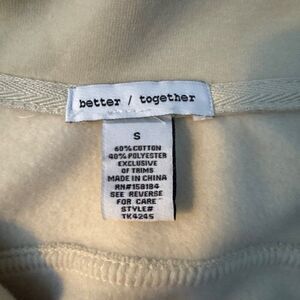 better / together
S
60% COTTON
40% POLYESTER
EXCLUSIVE
OF TRIMS
MADE IN CHINA
RN#158184
SEE REVERSE
FOR CARE
STYLE#
TK4245